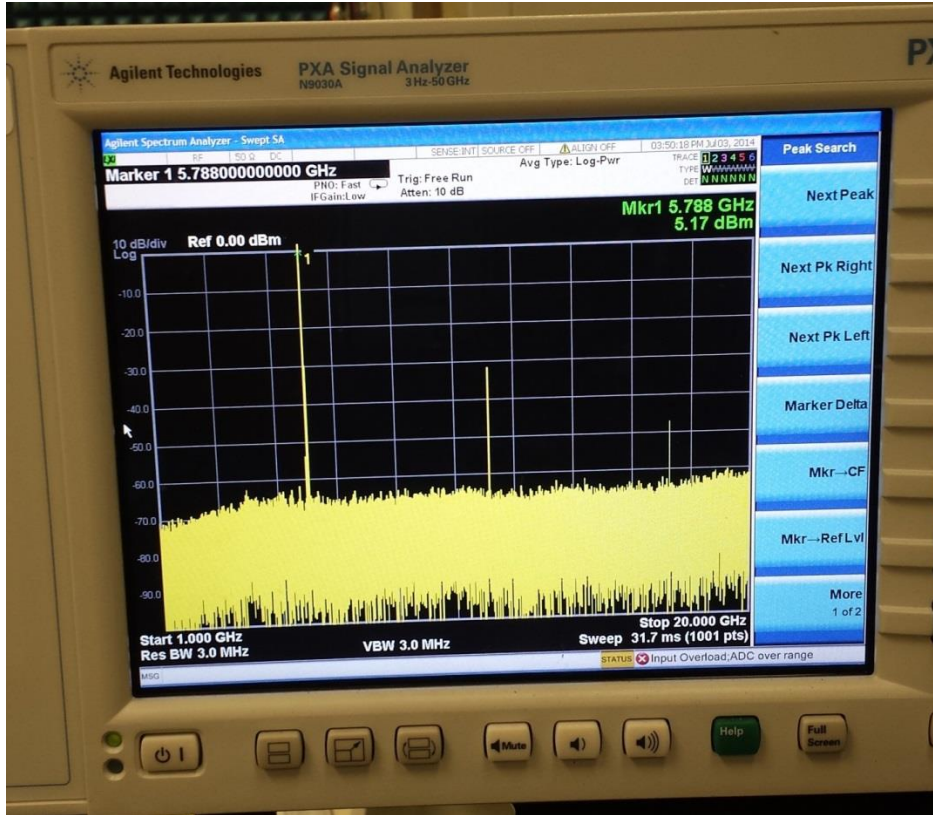 Agilent Technologies
PXA Signal Analyzer
N9030A 3 Hz-50 GHz
Agilent Spectrum Analyzer - Swept SA
LXI RF 50 Ω DC SENSE:INT SOURCE OFF ALIGN OFF 03:50:18 PM Jul 03, 2014
Marker 1 5.788000000000 GHz
PNO: Fast
IFGain:Low
Trig: Free Run
Atten: 10 dB
Avg Type: Log-Pwr
TRACE 1 2 3 4 5 6
TYPE W
DET N N N N N N
Mkr1 5.788 GHz
5.17 dBm
10 dB/div Ref 0.00 dBm
Log
1
-10.0
-20.0
-30.0
-40.0
-50.0
-60.0
-70.0
-80.0
-90.0
Start 1.000 GHz
Res BW 3.0 MHz
VBW 3.0 MHz
Stop 20.000 GHz
Sweep 31.7 ms (1001 pts)
MSG
STATUS Input Overload;ADC over range
Peak Search
Next Peak
Next Pk Right
Next Pk Left
Marker Delta
Mkr→CF
Mkr→Ref Lvl
More
1 of 2
Mute
Help
Full
Screen